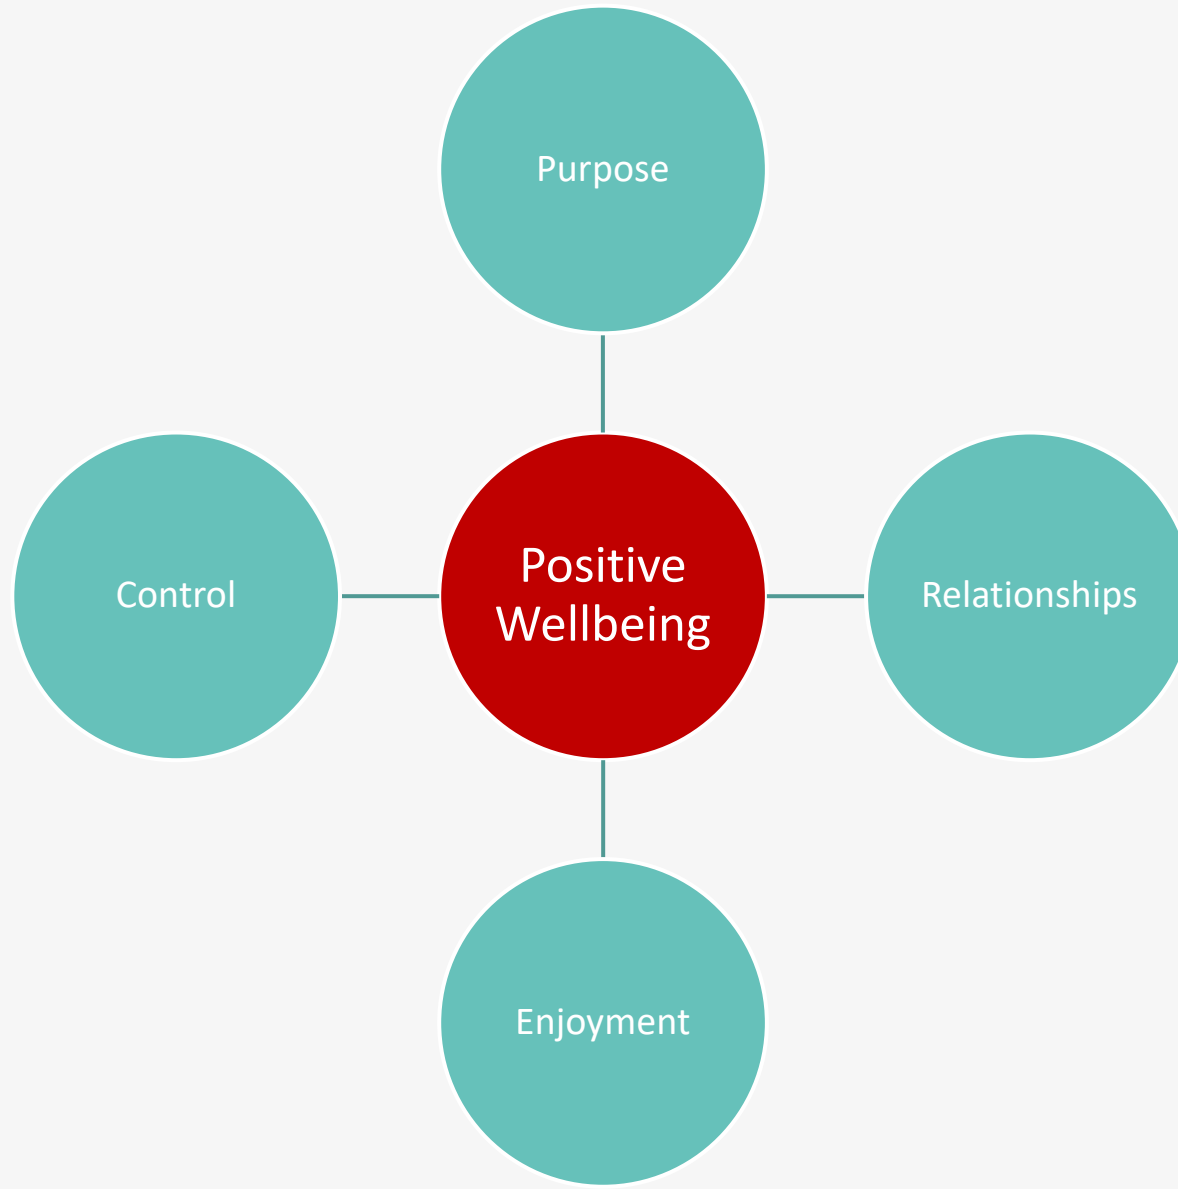 Purpose
Control
Positive
Wellbeing
Relationships
Enjoyment